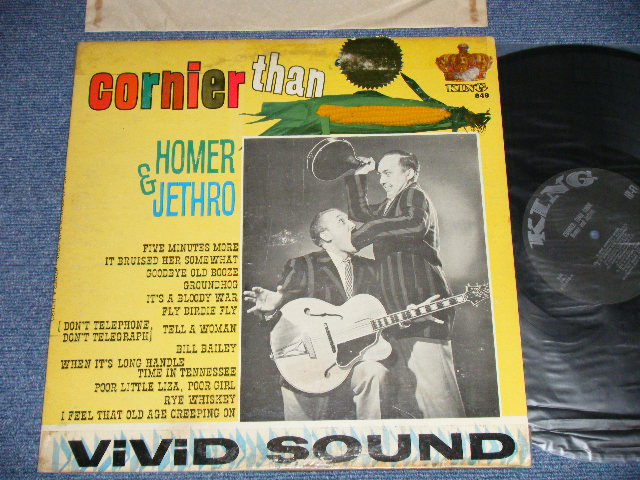 cornier than
KING
849
HOMER
& JETHRO
FIVE MINUTES MORE
IT BRUISED HER SOMEWHAT
GOODBYE OLD BOOZE
GROUNDHOG
IT'S A BLOODY WAR
FLY BIRDIE FLY
(DON'T TELEPHONE, DON'T TELEGRAPH) TELL A WOMAN
BILL BAILEY
WHEN IT'S LONG HANDLE
TIME IN TENNESSEE
POOR LITTLE LIZA, POOR GIRL
RYE WHISKEY
I FEEL THAT OLD AGE CREEPING ON
ViViD SOUND
KING